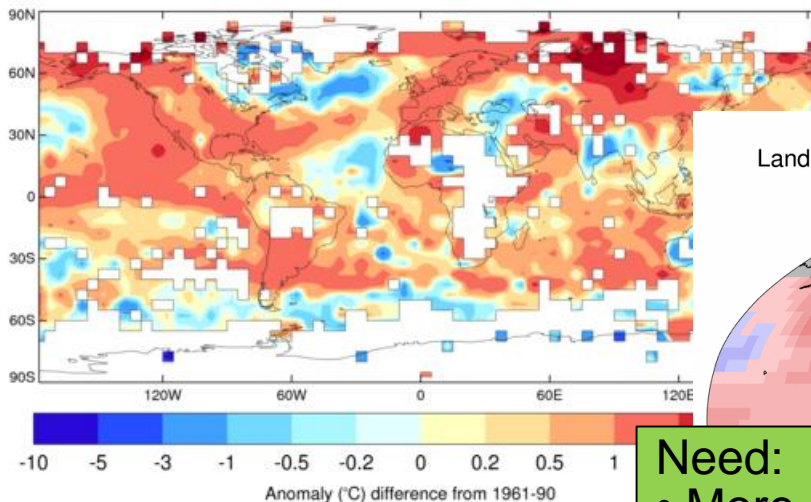 90N
60N
30N
0
30S
60S
90S
120W 60W 0 60E 120E
-10 -5 -3 -1 -0.5 -0.2 0 0.2 0.5 1
Anomaly (°C) difference from 1961-90
Land
Need: